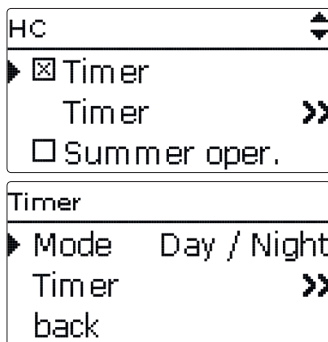 HC
Timer
Timer >>
Summer oper.
Timer
Mode Day / Night
Timer >>
back